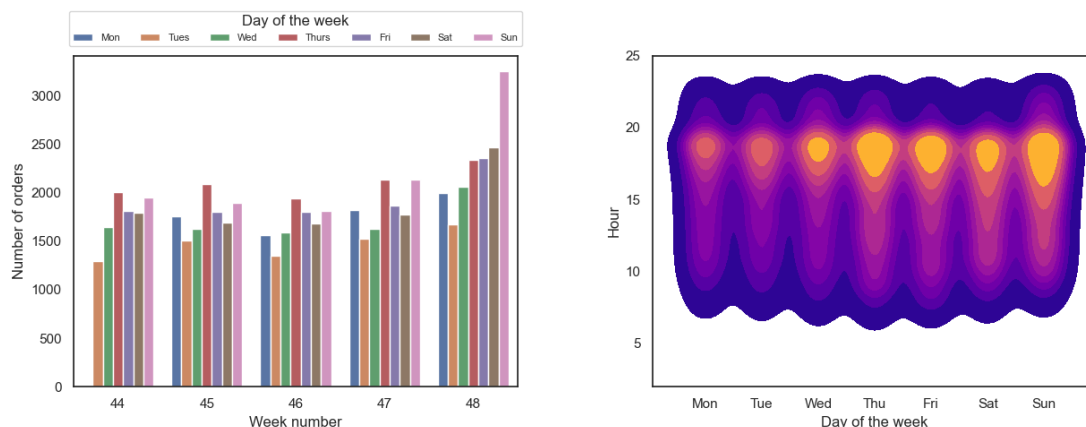 Day of the week
Mon Tues Wed Thurs Fri Sat Sun
Number of orders
3000
2500
2000
1500
1000
500
0
44 45 46 47 48
Week number
Hour
25
20
15
10
5
Mon Tue Wed Thu Fri Sat Sun
Day of the week